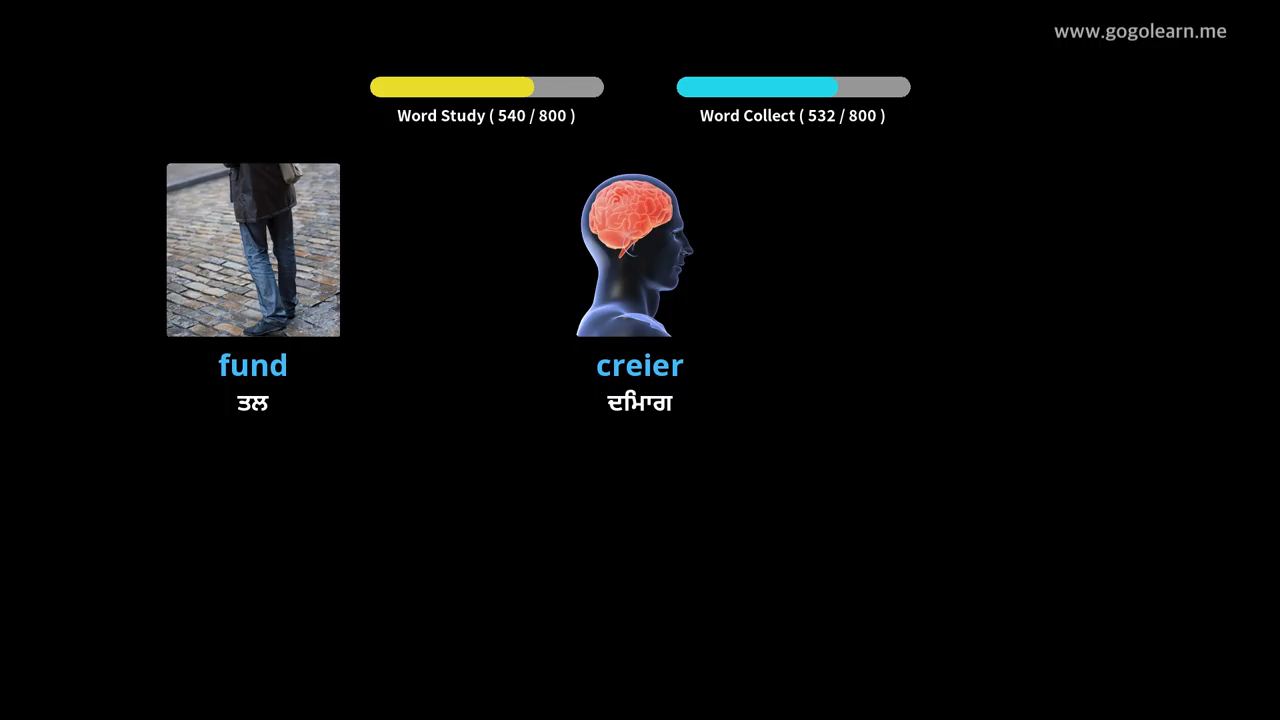 www.gogolearn.me
Word Study ( 540 / 800 )
Word Collect ( 532 / 800 )
fund
ਤਲ
creier
ਦਿਮਾਗ